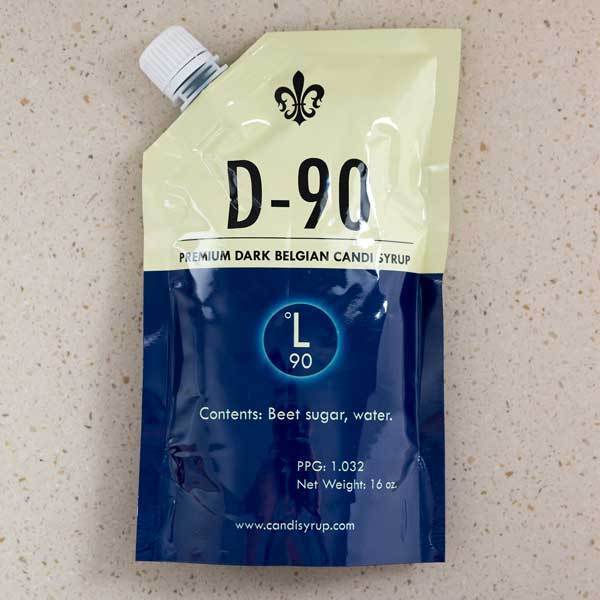 D-90
PREMIUM DARK BELGIAN CANDI SYRUP
°L
90
Contents: Beet sugar, water.
PPG: 1.032
Net Weight: 16 oz.
www.candisyrup.com